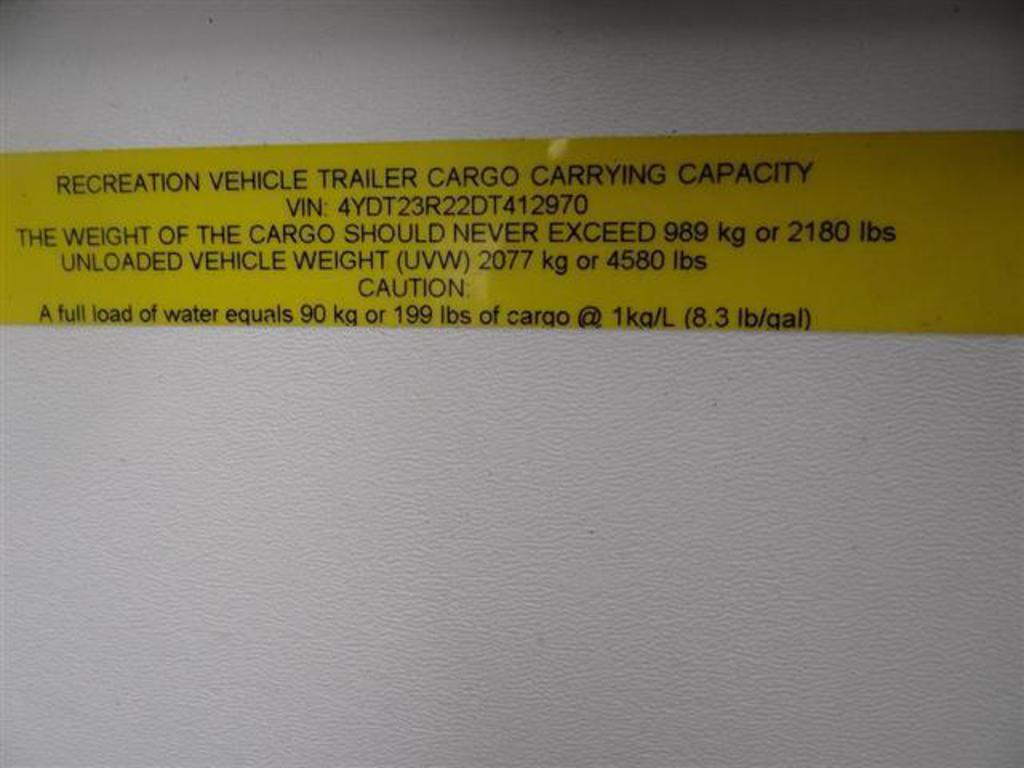 RECREATION VEHICLE TRAILER CARGO CARRYING CAPACITY
VIN: 4YDT23R22DT412970
THE WEIGHT OF THE CARGO SHOULD NEVER EXCEED 989 kg or 2180 lbs
UNLOADED VEHICLE WEIGHT (UVW) 2077 kg or 4580 lbs
CAUTION:
A full load of water equals 90 kg or 199 lbs of cargo @ 1kg/L (8.3 lb/gal)